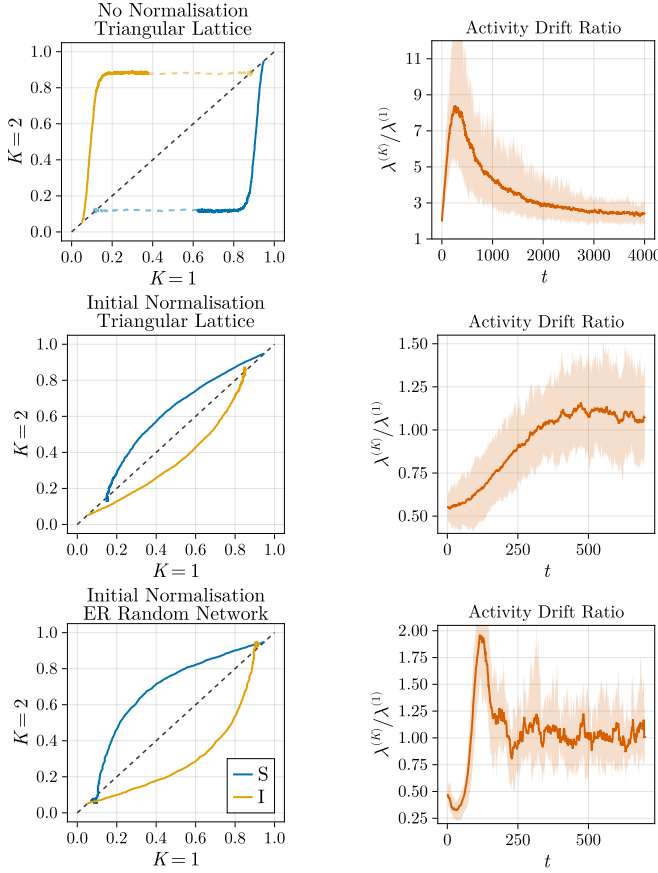 No Normalisation
Triangular Lattice
1.0
0.8
0.6
0.4
0.2
0.0
K = 2
0.0 0.2 0.4 0.6 0.8 1.0
K = 1
Activity Drift Ratio
11
9
7
5
3
1
λ^(K)/λ^(1)
0 1000 2000 3000 4000
t
Initial Normalisation
Triangular Lattice
1.0
0.8
0.6
0.4
0.2
0.0
K = 2
0.0 0.2 0.4 0.6 0.8 1.0
K = 1
Activity Drift Ratio
1.50
1.25
1.00
0.75
0.50
λ^(K)/λ^(1)
0 250 500
t
Initial Normalisation
ER Random Network
1.0
0.8
0.6
0.4
0.2
0.0
K = 2
S
I
0.0 0.2 0.4 0.6 0.8 1.0
K = 1
Activity Drift Ratio
2.00
1.75
1.50
1.25
1.00
0.75
0.50
0.25
λ^(K)/λ^(1)
0 250 500
t